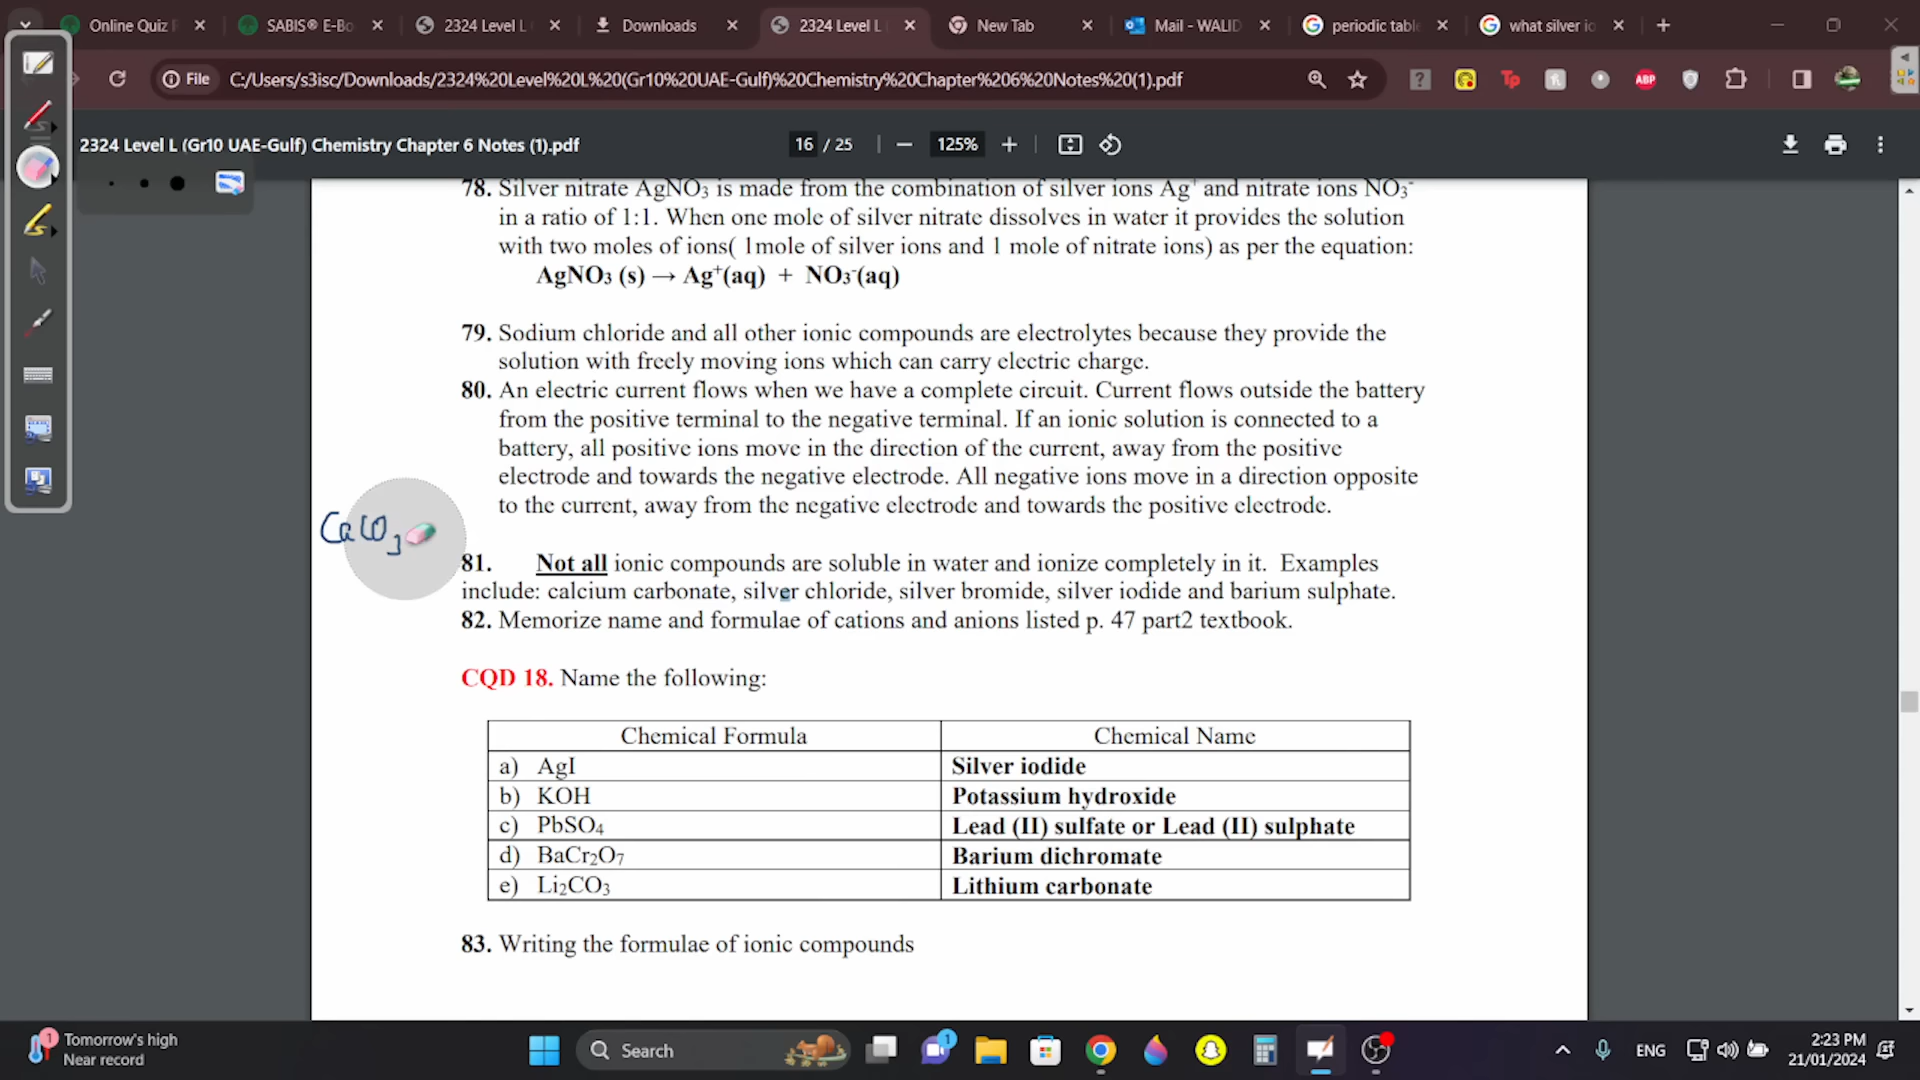 Online Quiz
SABIS® E-Bo
2324 Level L
Downloads
2324 Level L
New Tab
Mail - WALID
periodic table
what silver io
File
C:/Users/s3isc/Downloads/2324%20Level%20L%20(Gr10%20UAE-Gulf)%20Chemistry%20Chapter%206%20Notes%20(1).pdf
ABP
2324 Level L (Gr10 UAE-Gulf) Chemistry Chapter 6 Notes (1).pdf
16 / 25
125%
78. Silver nitrate AgNO3 is made from the combination of silver ions Ag+ and nitrate ions NO3-
in a ratio of 1:1. When one mole of silver nitrate dissolves in water it provides the solution
with two moles of ions( 1mole of silver ions and 1 mole of nitrate ions) as per the equation:
AgNO3 (s) → Ag+(aq) + NO3-(aq)
79. Sodium chloride and all other ionic compounds are electrolytes because they provide the
solution with freely moving ions which can carry electric charge.
80. An electric current flows when we have a complete circuit. Current flows outside the battery
from the positive terminal to the negative terminal. If an ionic solution is connected to a
battery, all positive ions move in the direction of the current, away from the positive
electrode and towards the negative electrode. All negative ions move in a direction opposite
to the current, away from the negative electrode and towards the positive electrode.
CaCO3
81. Not all ionic compounds are soluble in water and ionize completely in it. Examples
include: calcium carbonate, silver chloride, silver bromide, silver iodide and barium sulphate.
82. Memorize name and formulae of cations and anions listed p. 47 part2 textbook.
CQD 18. Name the following:
Chemical Formula Chemical Name
a) AgI Silver iodide
b) KOH Potassium hydroxide
c) PbSO4 Lead (II) sulfate or Lead (II) sulphate
d) BaCr2O7 Barium dichromate
e) Li2CO3 Lithium carbonate
83. Writing the formulae of ionic compounds
1
Tomorrow's high
Near record
Search
1
ENG
2:23 PM
21/01/2024